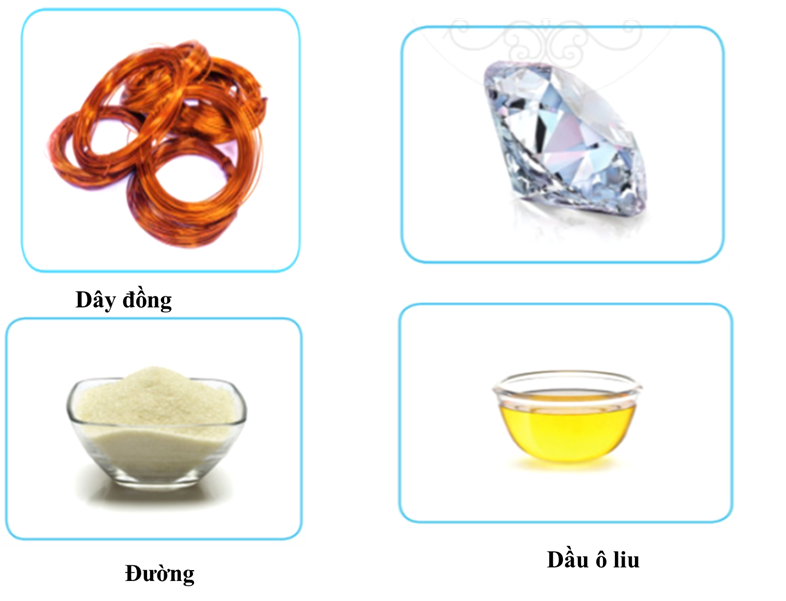 Dây đồng
Đường
Dầu ô liu